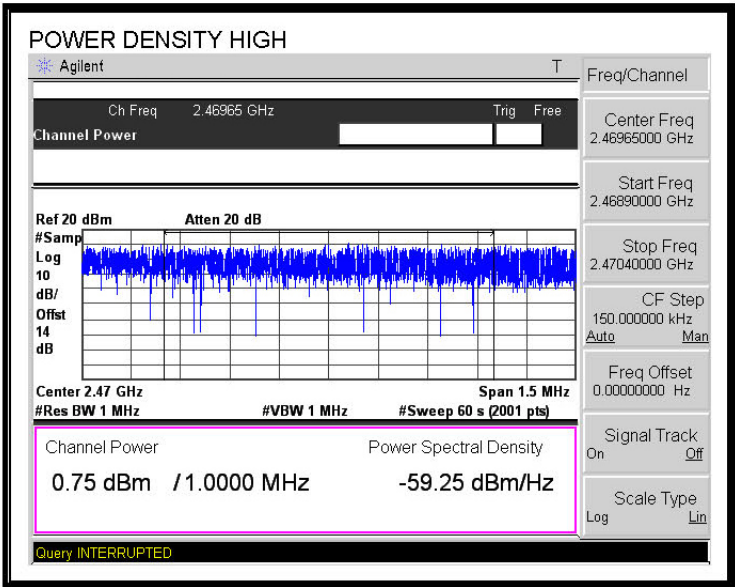 POWER DENSITY HIGH
Agilent T
Ch Freq 2.46965 GHz Trig Free
Channel Power
Ref 20 dBm Atten 20 dB
#Samp
Log
10
dB/
Offst
14
dB
Center 2.47 GHz Span 1.5 MHz
#Res BW 1 MHz #VBW 1 MHz #Sweep 60 s (2001 pts)
Channel Power Power Spectral Density
0.75 dBm / 1.0000 MHz -59.25 dBm/Hz
Query INTERRUPTED
Freq/Channel
Center Freq
2.46965000 GHz
Start Freq
2.46890000 GHz
Stop Freq
2.47040000 GHz
CF Step
150.000000 kHz
Auto Man
Freq Offset
0.00000000 Hz
Signal Track
On Off
Scale Type
Log Lin